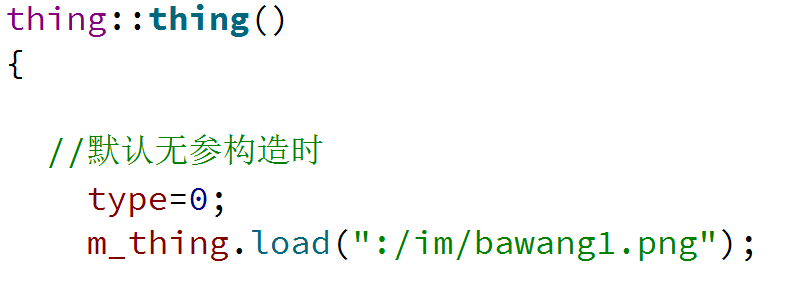 thing::thing()
{
//默认无参构造时
type=0;
m_thing.load(":/im/bawang1.png");